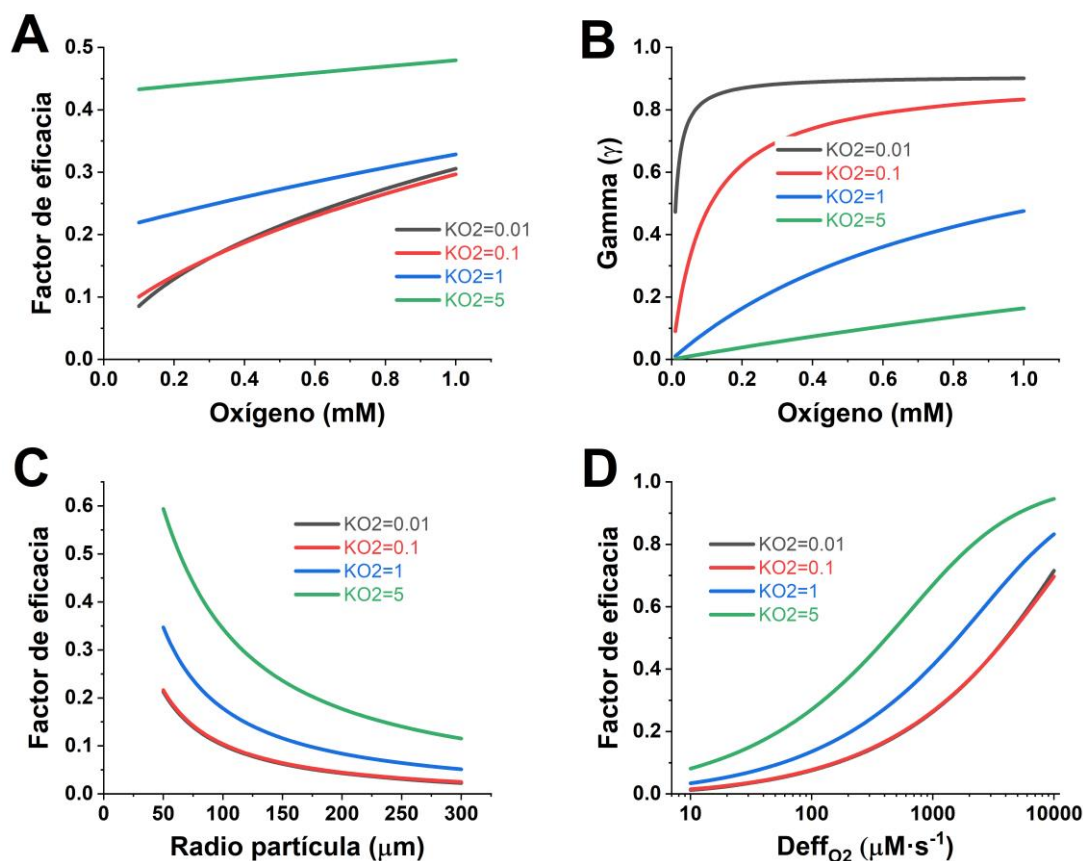 A
Factor de eficacia
0.5
0.4
0.3
0.2
0.1
0.0
KO2=0.01
KO2=0.1
KO2=1
KO2=5
0.0 0.2 0.4 0.6 0.8 1.0
Oxígeno (mM)
B
Gamma (γ)
1.0
0.8
0.6
0.4
0.2
0.0
KO2=0.01
KO2=0.1
KO2=1
KO2=5
0.0 0.2 0.4 0.6 0.8 1.0
Oxígeno (mM)
C
Factor de eficacia
0.6
0.5
0.4
0.3
0.2
0.1
0.0
KO2=0.01
KO2=0.1
KO2=1
KO2=5
0 50 100 150 200 250 300
Radio partícula (μm)
D
Factor de eficacia
1.0
0.8
0.6
0.4
0.2
0.0
KO2=0.01
KO2=0.1
KO2=1
KO2=5
10 100 1000 10000
Deff_O2 (μM·s⁻¹)